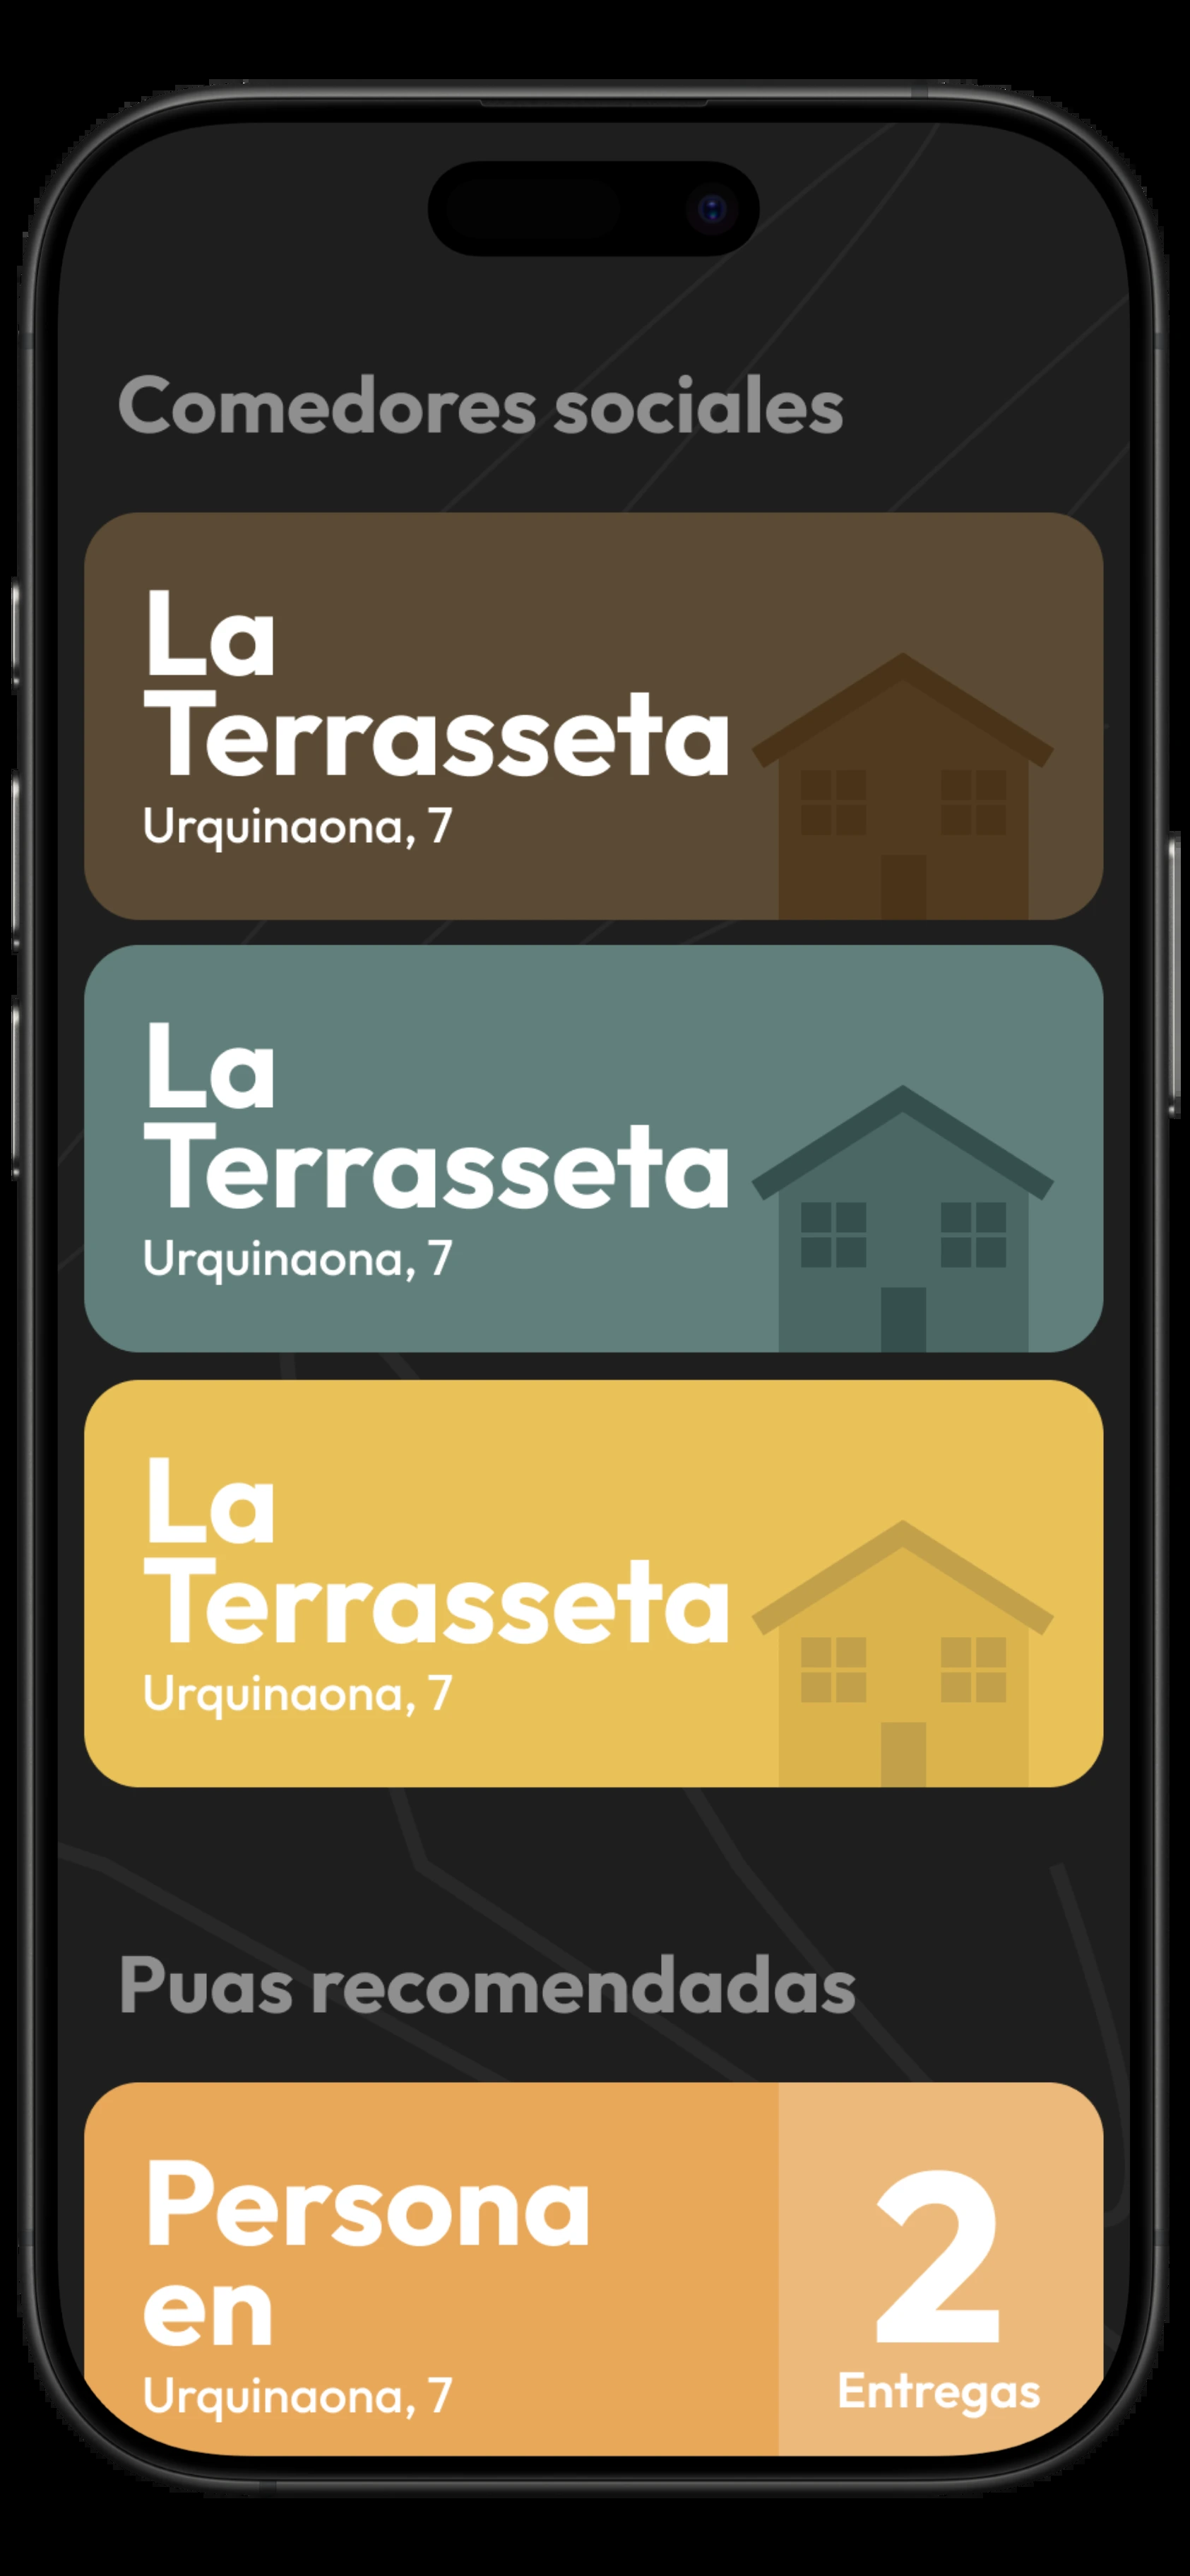 Comedores sociales
La
Terrasseta
Urquinaona, 7
La
Terrasseta
Urquinaona, 7
La
Terrasseta
Urquinaona, 7
Puas recomendadas
Persona
en
Urquinaona, 7
2
Entregas